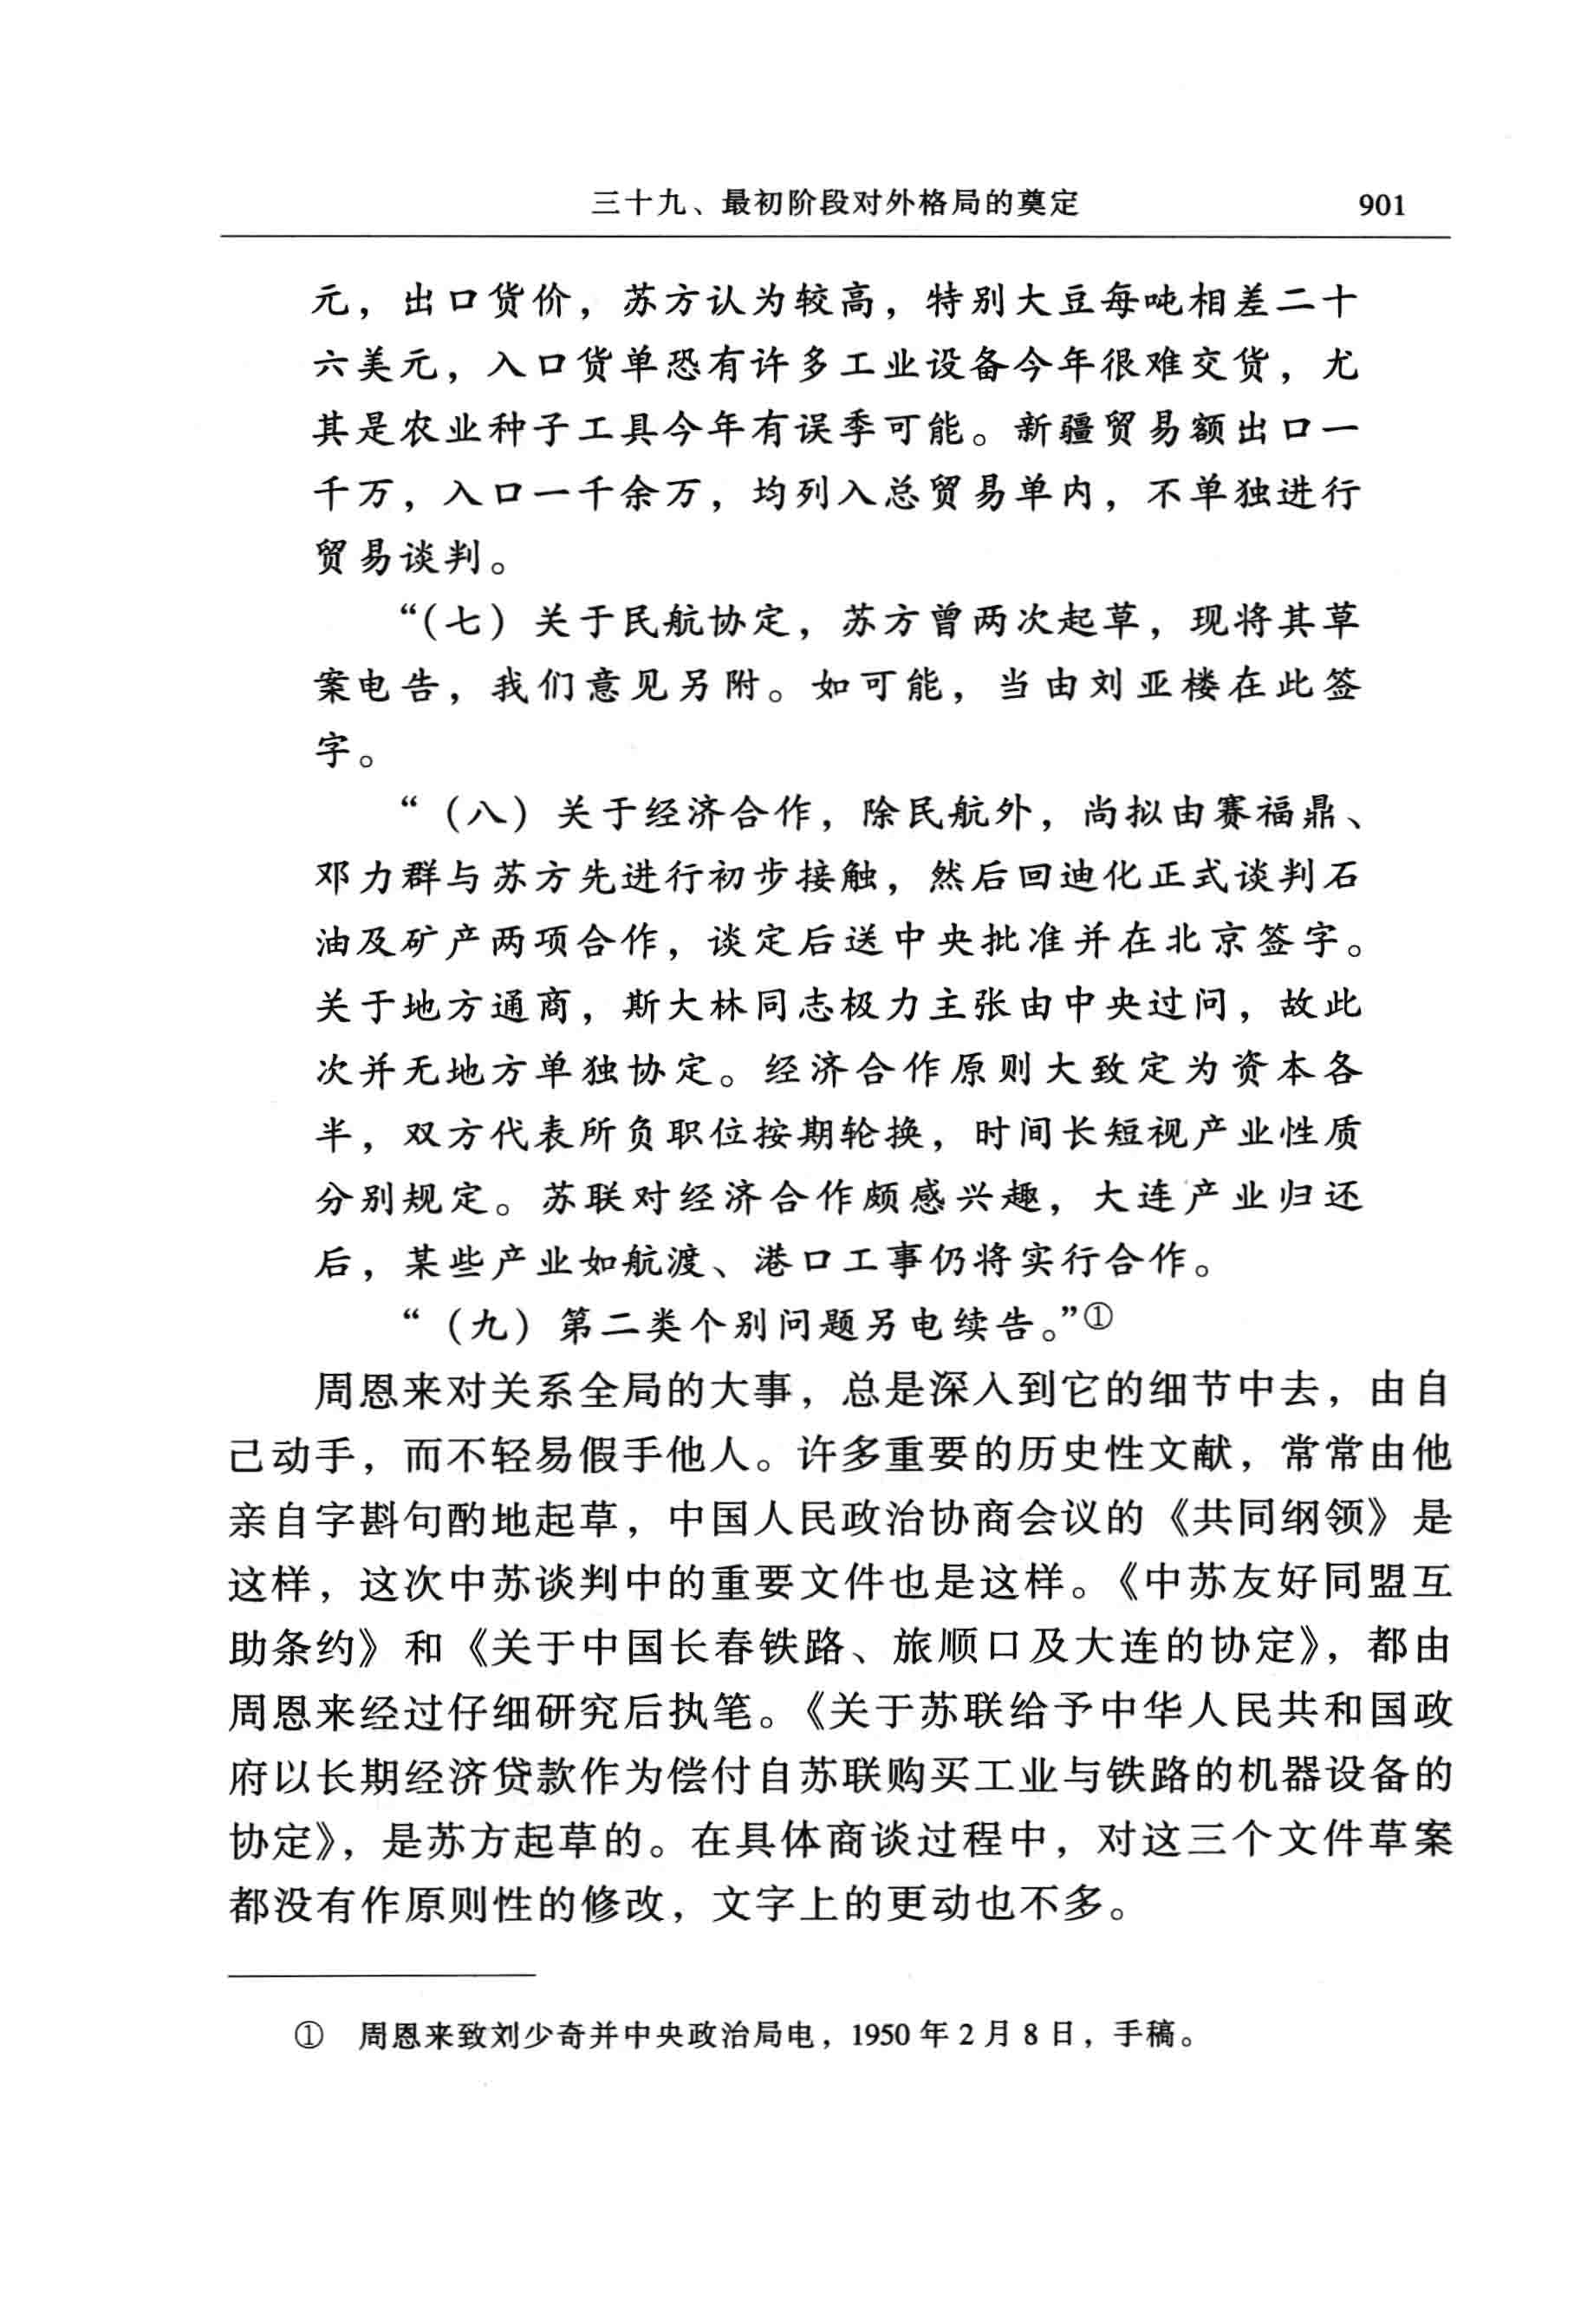 三十九、最初阶段对外格局的奠定 901
元，出口货价，苏方认为较高，特别大豆每吨相差二十
六美元，入口货单恐有许多工业设备今年很难交货，尤
其是农业种子工具今年有误季可能。新疆贸易额出口一
千万，入口一千余万，均列入总贸易单内，不单独进行
贸易谈判。
“（七）关于民航协定，苏方曾两次起草，现将其草
案电告，我们意见另附。如可能，当由刘亚楼在此签
字。
“（八）关于经济合作，除民航外，尚拟由赛福鼎、
邓力群与苏方先进行初步接触，然后回迪化正式谈判石
油及矿产两项合作，谈定后送中央批准并在北京签字。
关于地方通商，斯大林同志极力主张由中央过问，故此
次并无地方单独协定。经济合作原则大致定为资本各
半，双方代表所负职位按期轮换，时间长短视产业性质
分别规定。苏联对经济合作颇感兴趣，大连产业归还
后，某些产业如航渡、港口工事仍将实行合作。
“（九）第二类个别问题另电续告。”①
周恩来对关系全局的大事，总是深入到它的细节中去，由自
己动手，而不轻易假手他人。许多重要的历史性文献，常常由他
亲自字斟句酌地起草，中国人民政治协商会议的《共同纲领》是
这样，这次中苏谈判中的重要文件也是这样。《中苏友好同盟互
助条约》和《关于中国长春铁路、旅顺口及大连的协定》，都由
周恩来经过仔细研究后执笔。《关于苏联给予中华人民共和国政
府以长期经济贷款作为偿付自苏联购买工业与铁路的机器设备的
协定》，是苏方起草的。在具体商谈过程中，对这三个文件草案
都没有作原则性的修改，文字上的更动也不多。
① 周恩来致刘少奇并中央政治局电，1950年2月8日，手稿。